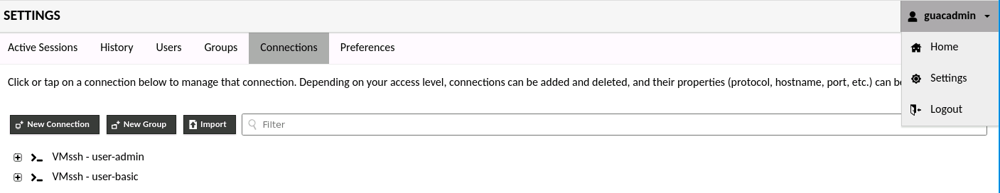 SETTINGS
guacadmin
Active Sessions History Users Groups Connections Preferences
Home
Click or tap on a connection below to manage that connection. Depending on your access level, connections can be added and deleted, and their properties (protocol, hostname, port, etc.) can be
Settings
Logout
New Connection New Group Import Filter
VMssh - user-admin
VMssh - user-basic